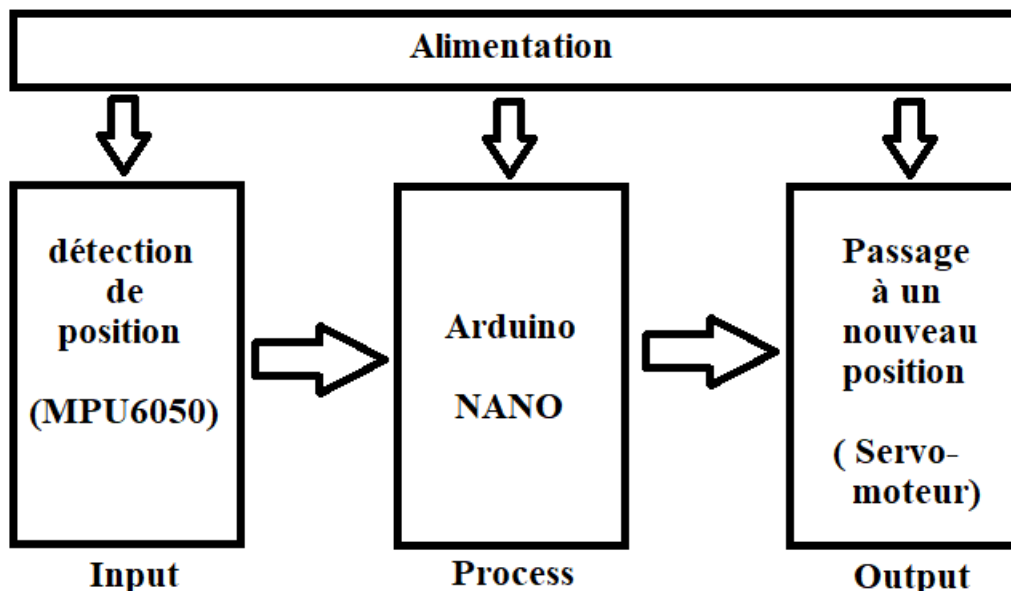 Alimentation
détection
de
position
(MPU6050)
Input
Arduino
NANO
Process
Passage
à un
nouveau
position
( Servo-
moteur)
Output